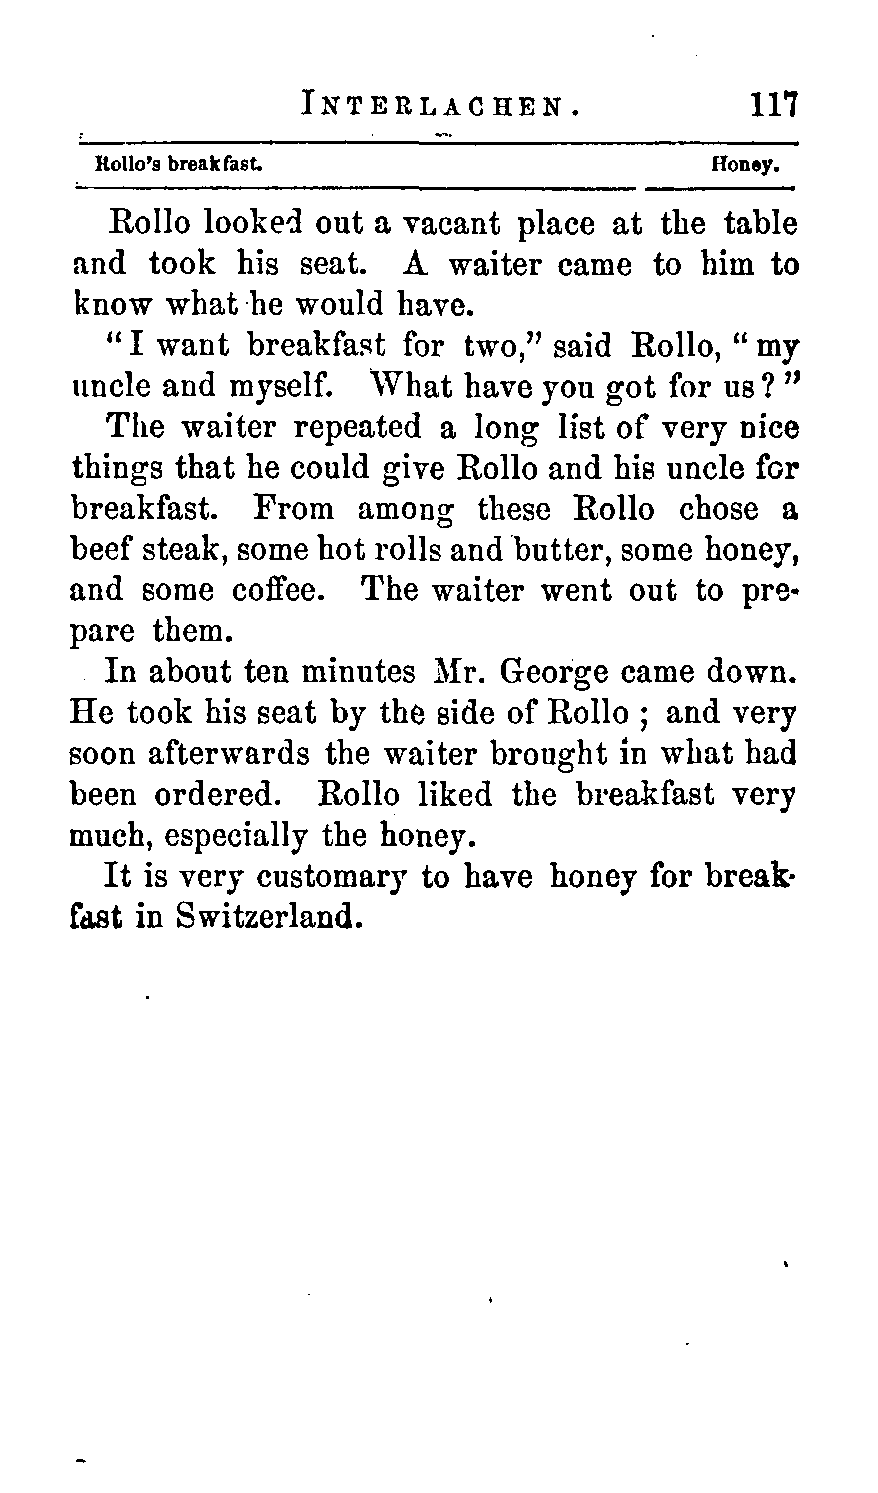 INTERLACHEN. 117
Rollo's breakfast. Honey.
Rollo looked out a vacant place at the table
and took his seat. A waiter came to him to
know what he would have.
“I want breakfast for two,” said Rollo, “my
uncle and myself. What have you got for us?”
The waiter repeated a long list of very nice
things that he could give Rollo and his uncle for
breakfast. From among these Rollo chose a
beef steak, some hot rolls and butter, some honey,
and some coffee. The waiter went out to pre-
pare them.
In about ten minutes Mr. George came down.
He took his seat by the side of Rollo; and very
soon afterwards the waiter brought in what had
been ordered. Rollo liked the breakfast very
much, especially the honey.
It is very customary to have honey for break-
fast in Switzerland.